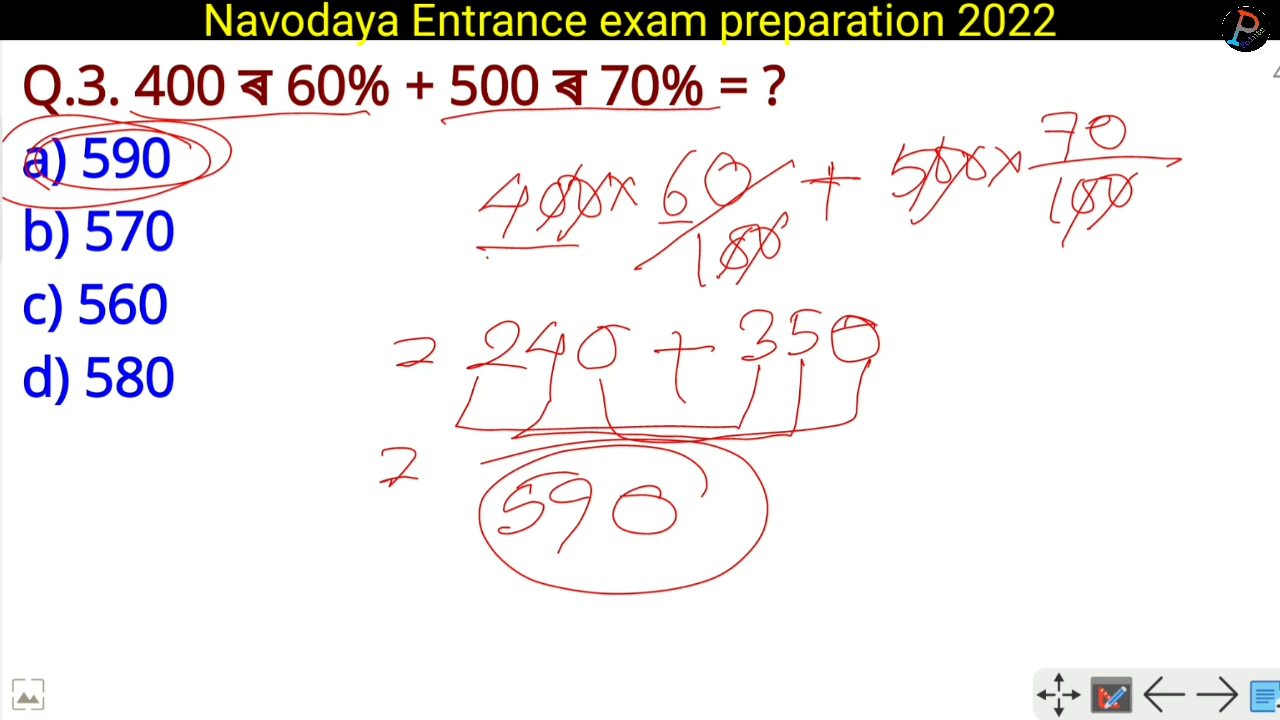 Navodaya Entrance exam preparation 2022
Q.3. 400 ৰ 60% + 500 ৰ 70% = ?
a) 590
b) 570
c) 560
d) 580
400 × 60/100 + 500 × 70/100
= 240 + 350
= 590